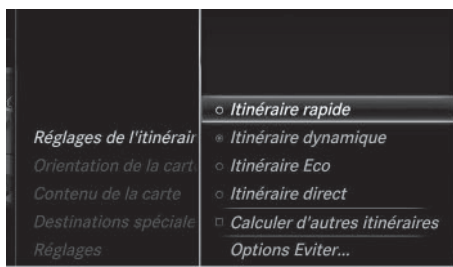 Itinéraire rapide
Réglages de l'itinérair
Itinéraire dynamique
Orientation de la cart
Itinéraire Eco
Contenu de la carte
Itinéraire direct
Destinations spéciale
Calculer d'autres itinéraires
Réglages
Options Eviter...